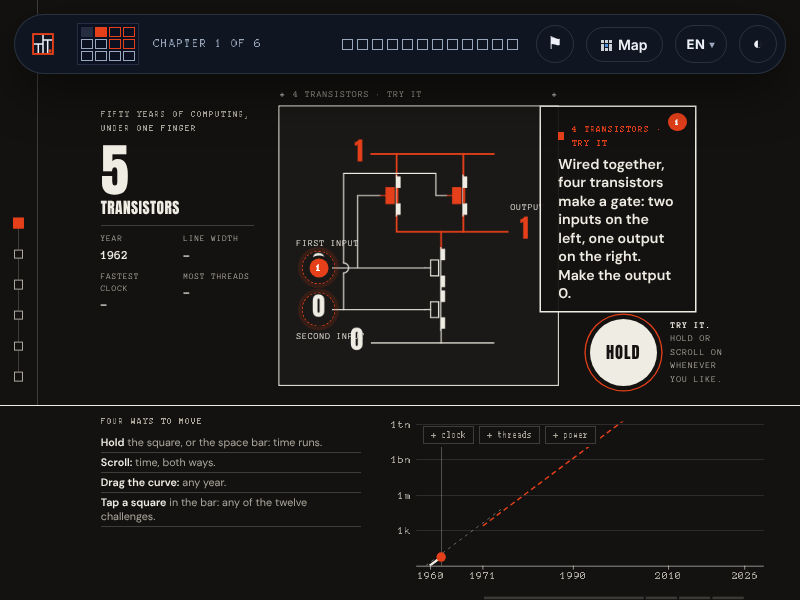 CHAPTER 1 OF 6
Map
EN
4 TRANSISTORS · TRY IT
FIFTY YEARS OF COMPUTING,
UNDER ONE FINGER
5
TRANSISTORS
YEAR
1962
LINE WIDTH
–
FASTEST
CLOCK
–
MOST THREADS
–
1
FIRST INPUT
0
SECOND INPUT
0
OUTPU
1
4 TRANSISTORS ·
TRY IT
Wired together,
four transistors
make a gate: two
inputs on the
left, one output
on the right.
Make the output
0.
HOLD
TRY IT.
HOLD OR
SCROLL ON
WHENEVER
YOU LIKE.
FOUR WAYS TO MOVE
Hold the square, or the space bar: time runs.
Scroll: time, both ways.
Drag the curve: any year.
Tap a square in the bar: any of the twelve
challenges.
+ clock
+ threads
+ power
1tn
1bn
1m
1k
1960
1971
1990
2010
2026